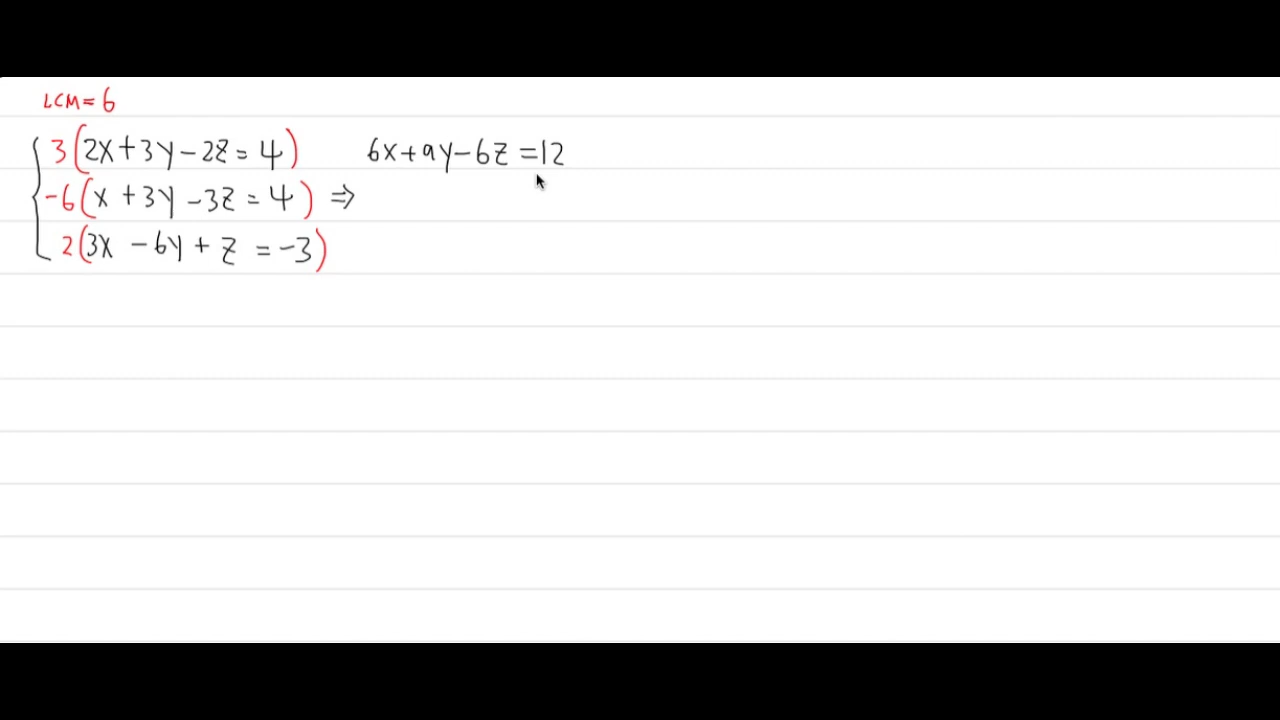 LCM=6
3(2x+3y-2z=4) 6x+9y-6z=12
-6(x+3y-3z=4) ⇒
2(3x-6y+z=-3)